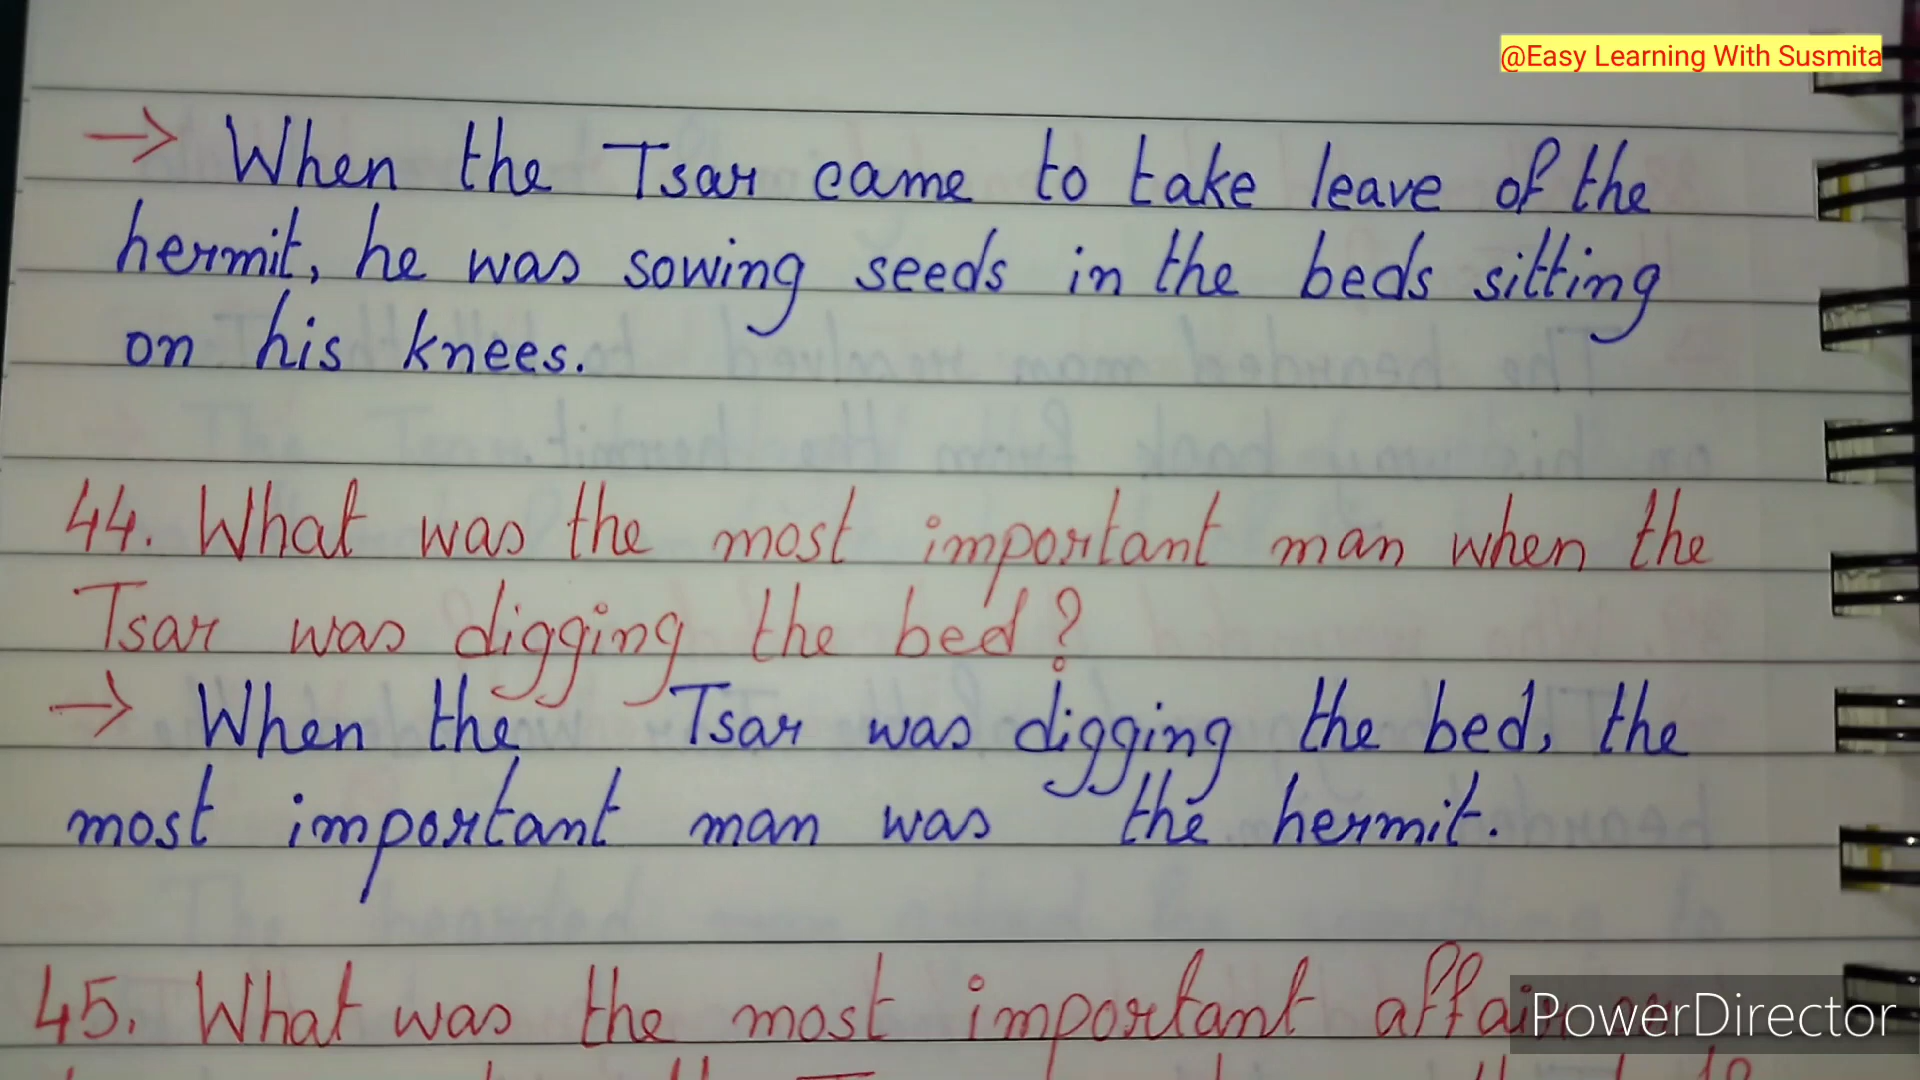 @Easy Learning With Susmita
→ When the Tsar came to take leave of the
hermit, he was sowing seeds in the beds sitting
on his knees.
44. What was the most important man when the
Tsar was digging the bed?
→ When the Tsar was digging the bed, the
most important man was the hermit.
45. What was the most important affair
PowerDirector